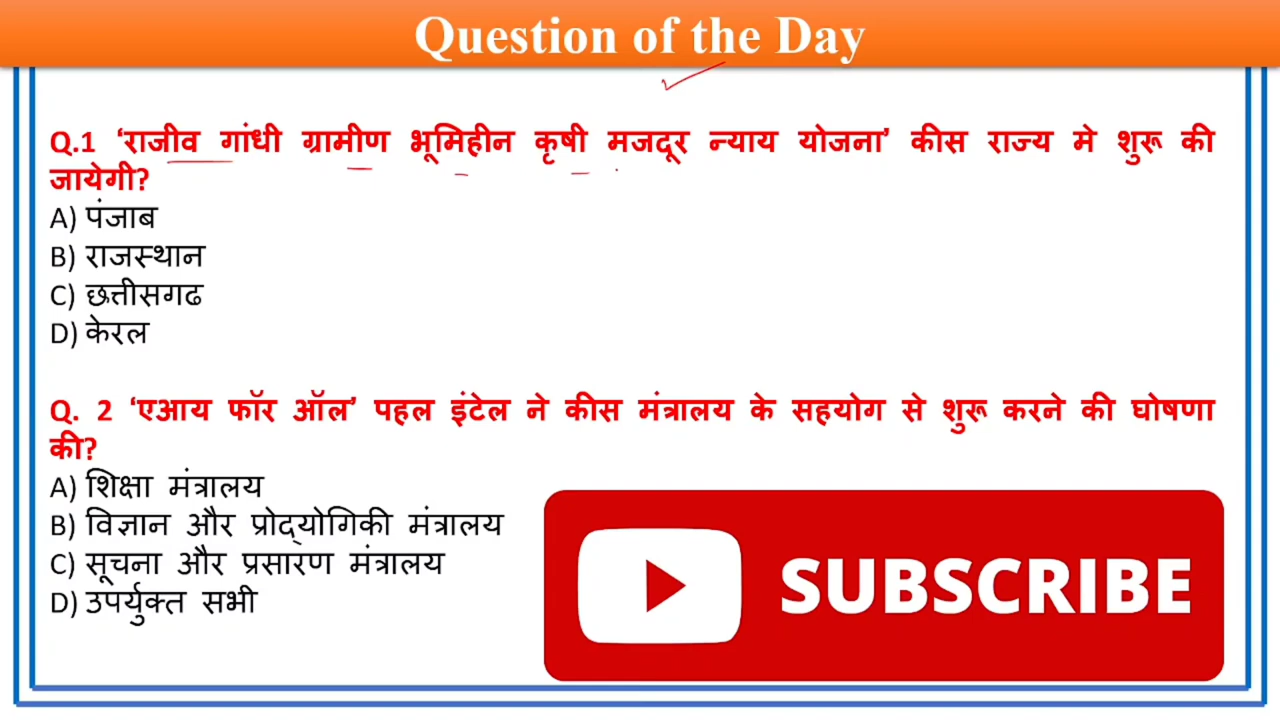 Question of the Day
Q.1 ‘राजीव गांधी ग्रामीण भूमिहीन कृषी मजदूर न्याय योजना’ कीस राज्य मे शुरू की
जायेगी?
A) पंजाब
B) राजस्थान
C) छत्तीसगढ
D) केरल
Q. 2 ‘एआय फॉर ऑल’ पहल इंटेल ने कीस मंत्रालय के सहयोग से शुरू करने की घोषणा
की?
A) शिक्षा मंत्रालय
B) विज्ञान और प्रोद्योगिकी मंत्रालय
C) सूचना और प्रसारण मंत्रालय
D) उपर्युक्त सभी
SUBSCRIBE